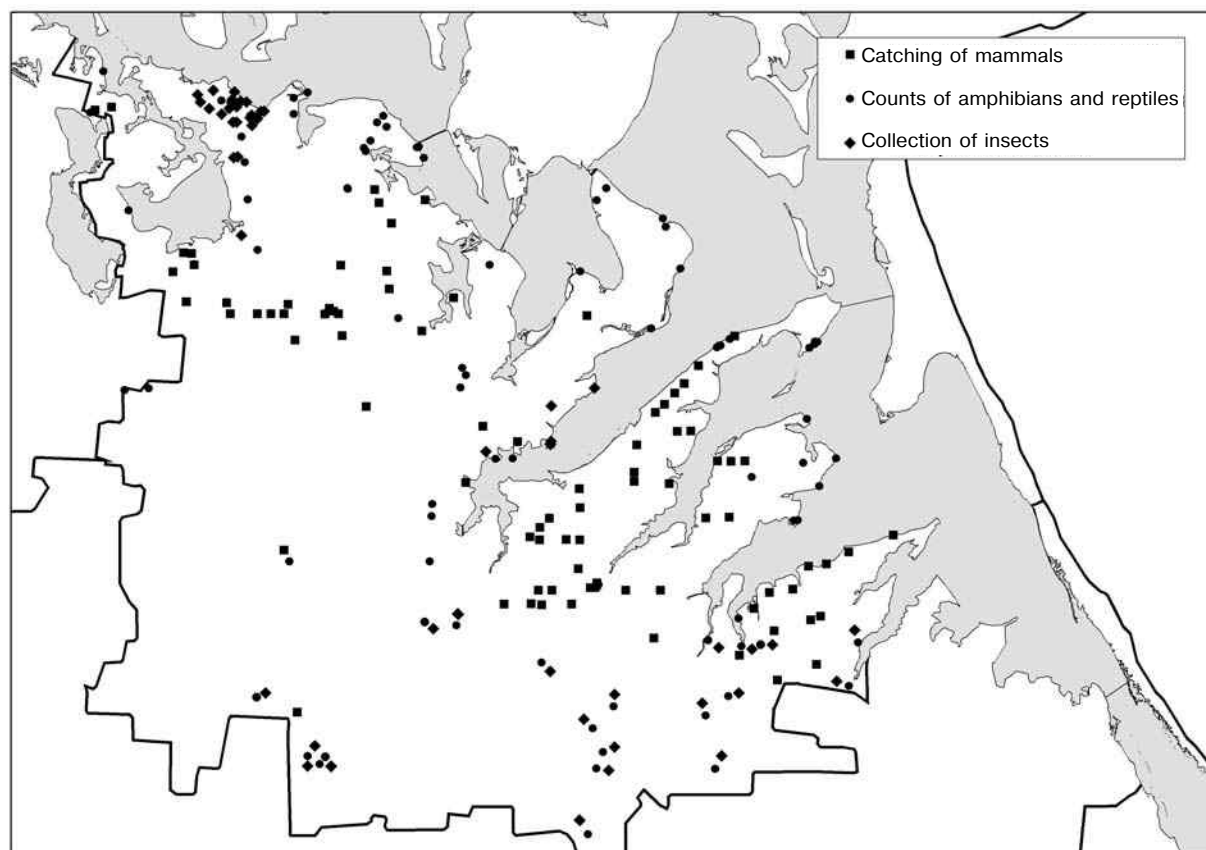 Catching of mammals
Counts of amphibians and reptiles
Collection of insects